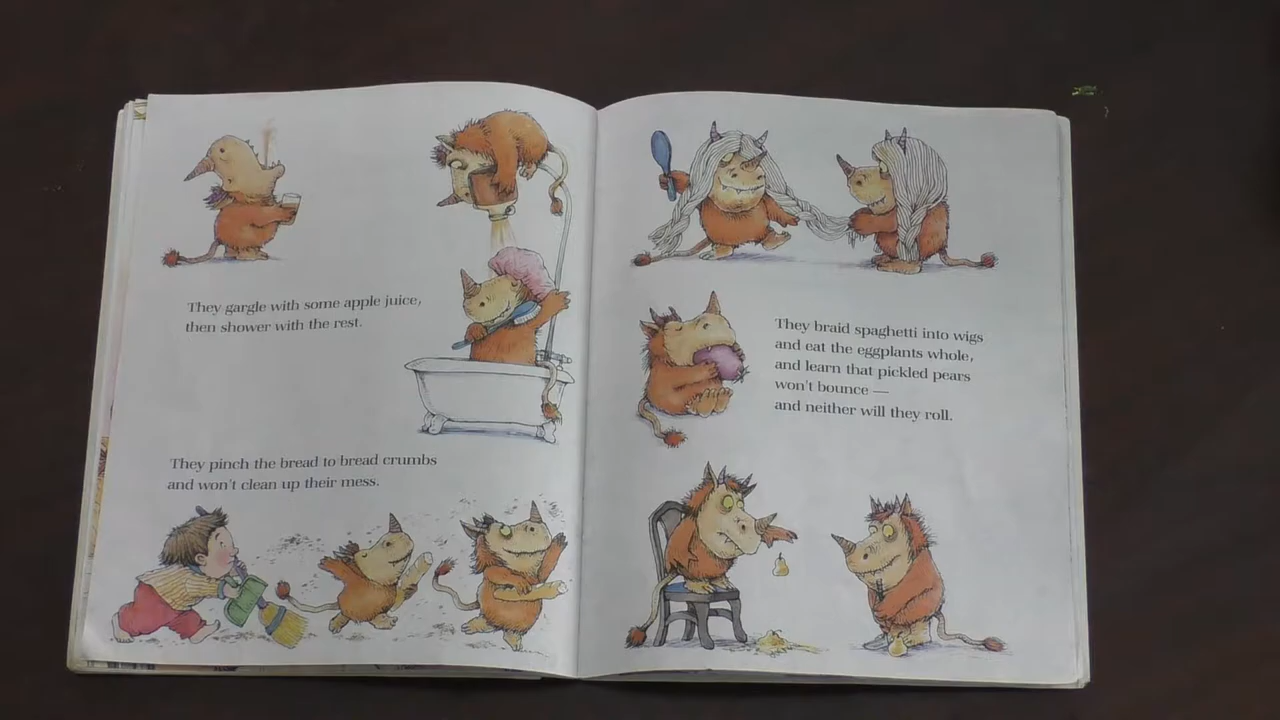 They gargle with some apple juice,
then shower with the rest.
They pinch the bread to bread crumbs
and won't clean up their mess.
They braid spaghetti into wigs
and eat the eggplants whole,
and learn that pickled pears
won't bounce —
and neither will they roll.